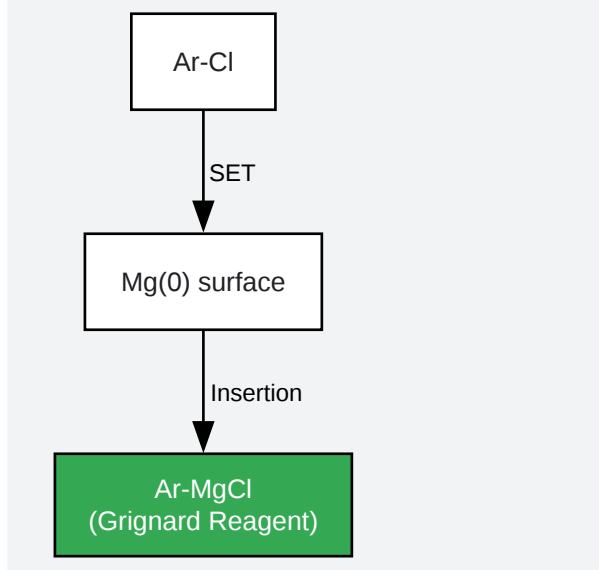 Ar-Cl
SET
Mg(0) surface
Insertion
Ar-MgCl
(Grignard Reagent)